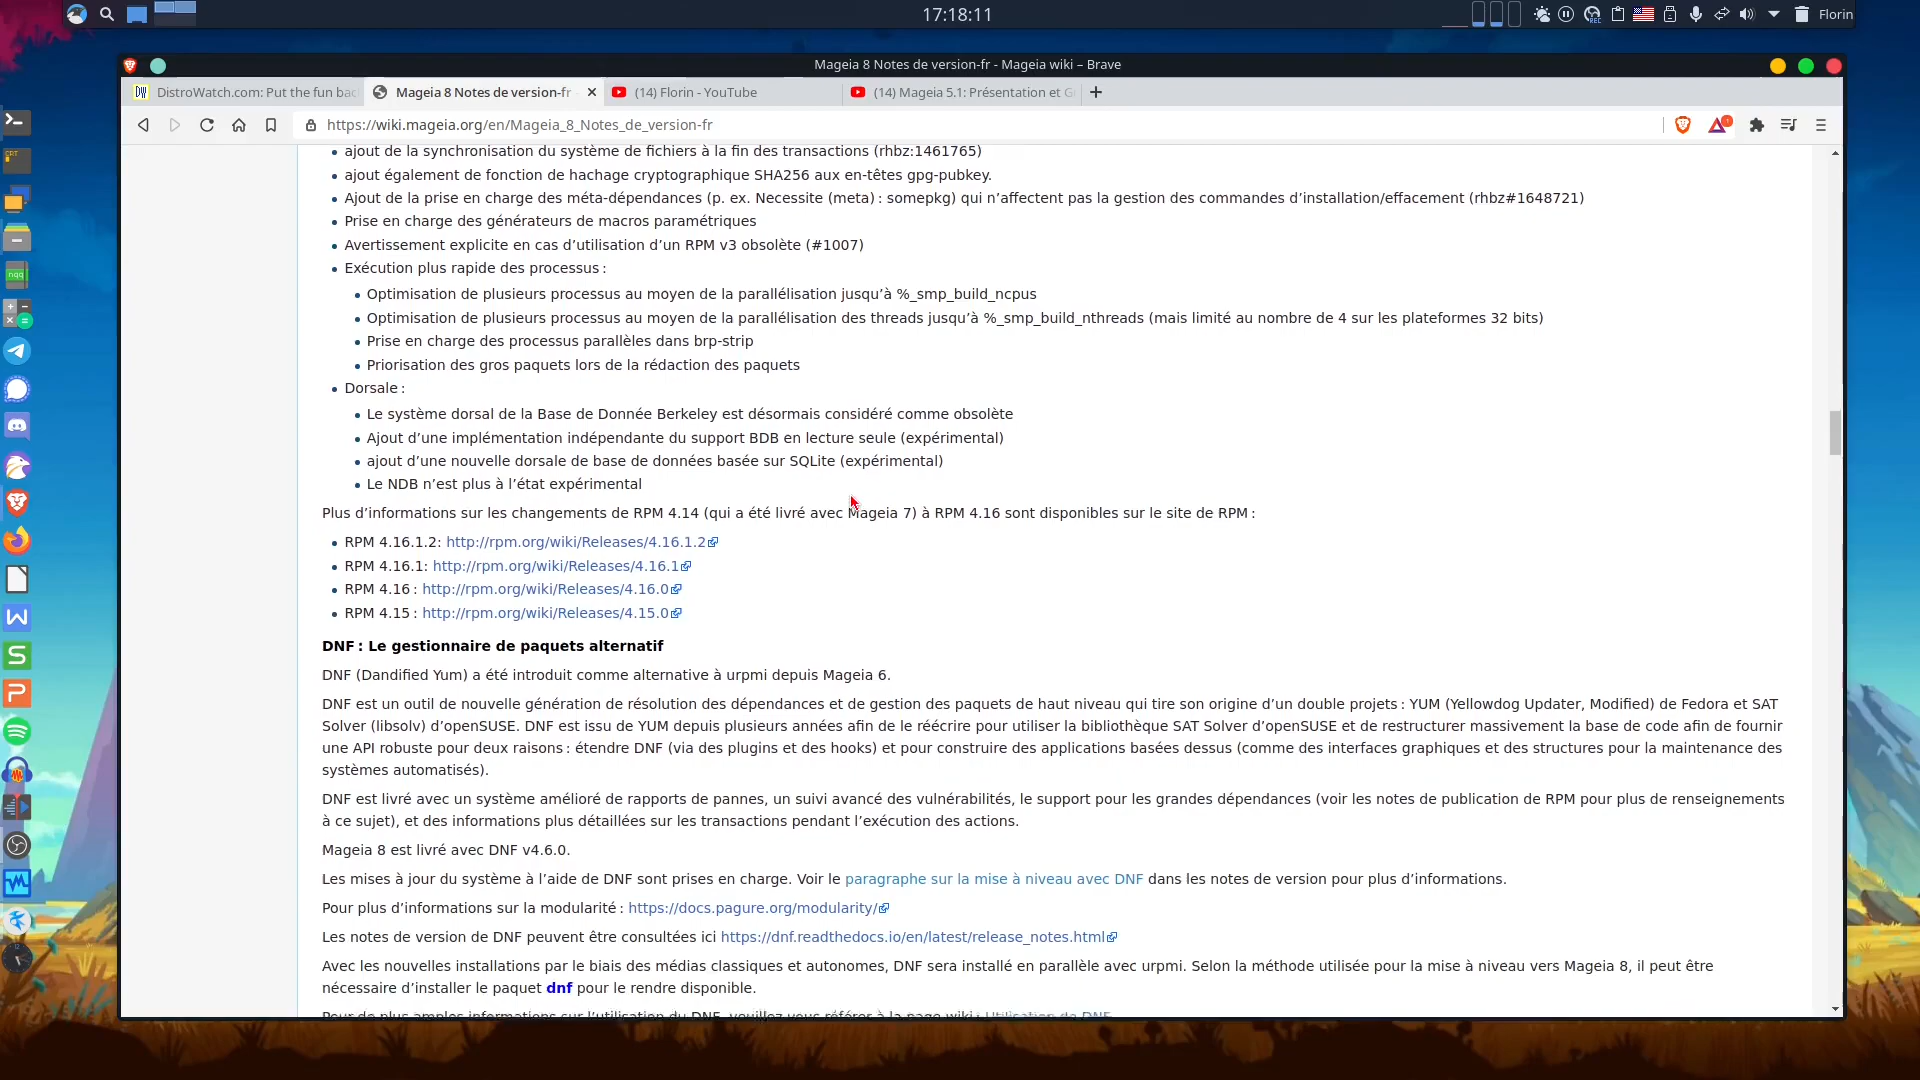 17:18:11
REC
Florin
Mageia 8 Notes de version-fr - Mageia wiki – Brave
DistroWatch.com: Put the fun bac
Mageia 8 Notes de version-fr -
(14) Florin - YouTube
(14) Mageia 5.1: Présentation et G
https://wiki.mageia.org/en/Mageia_8_Notes_de_version-fr
ajout de la synchronisation du système de fichiers à la fin des transactions (rhbz:1461765)
ajout également de fonction de hachage cryptographique SHA256 aux en-têtes gpg-pubkey.
Ajout de la prise en charge des méta-dépendances (p. ex. Necessite (meta) : somepkg) qui n’affectent pas la gestion des commandes d’installation/effacement (rhbz#1648721)
Prise en charge des générateurs de macros paramétriques
Avertissement explicite en cas d’utilisation d’un RPM v3 obsolète (#1007)
Exécution plus rapide des processus :
Optimisation de plusieurs processus au moyen de la parallélisation jusqu’à %_smp_build_ncpus
Optimisation de plusieurs processus au moyen de la parallélisation des threads jusqu’à %_smp_build_nthreads (mais limité au nombre de 4 sur les plateformes 32 bits)
Prise en charge des processus parallèles dans brp-strip
Priorisation des gros paquets lors de la rédaction des paquets
Dorsale :
Le système dorsal de la Base de Donnée Berkeley est désormais considéré comme obsolète
Ajout d’une implémentation indépendante du support BDB en lecture seule (expérimental)
ajout d’une nouvelle dorsale de base de données basée sur SQLite (expérimental)
Le NDB n’est plus à l’état expérimental
Plus d’informations sur les changements de RPM 4.14 (qui a été livré avec Mageia 7) à RPM 4.16 sont disponibles sur le site de RPM :
RPM 4.16.1.2: http://rpm.org/wiki/Releases/4.16.1.2
RPM 4.16.1: http://rpm.org/wiki/Releases/4.16.1
RPM 4.16 : http://rpm.org/wiki/Releases/4.16.0
RPM 4.15 : http://rpm.org/wiki/Releases/4.15.0
DNF : Le gestionnaire de paquets alternatif
DNF (Dandified Yum) a été introduit comme alternative à urpmi depuis Mageia 6.
DNF est un outil de nouvelle génération de résolution des dépendances et de gestion des paquets de haut niveau qui tire son origine d’un double projets : YUM (Yellowdog Updater, Modified) de Fedora et SAT
Solver (libsolv) d’openSUSE. DNF est issu de YUM depuis plusieurs années afin de le réécrire pour utiliser la bibliothèque SAT Solver d’openSUSE et de restructurer massivement la base de code afin de fournir
une API robuste pour deux raisons : étendre DNF (via des plugins et des hooks) et pour construire des applications basées dessus (comme des interfaces graphiques et des structures pour la maintenance des
systèmes automatisés).
DNF est livré avec un système amélioré de rapports de pannes, un suivi avancé des vulnérabilités, le support pour les grandes dépendances (voir les notes de publication de RPM pour plus de renseignements
à ce sujet), et des informations plus détaillées sur les transactions pendant l’exécution des actions.
Mageia 8 est livré avec DNF v4.6.0.
Les mises à jour du système à l’aide de DNF sont prises en charge. Voir le paragraphe sur la mise à niveau avec DNF dans les notes de version pour plus d’informations.
Pour plus d’informations sur la modularité : https://docs.pagure.org/modularity/
Les notes de version de DNF peuvent être consultées ici https://dnf.readthedocs.io/en/latest/release_notes.html
Avec les nouvelles installations par le biais des médias classiques et autonomes, DNF sera installé en parallèle avec urpmi. Selon la méthode utilisée pour la mise à niveau vers Mageia 8, il peut être
nécessaire d’installer le paquet dnf pour le rendre disponible.
Pour de plus amples informations sur l’utilisation du DNF, veuillez vous référer à la page wiki : Utilisation de DNF